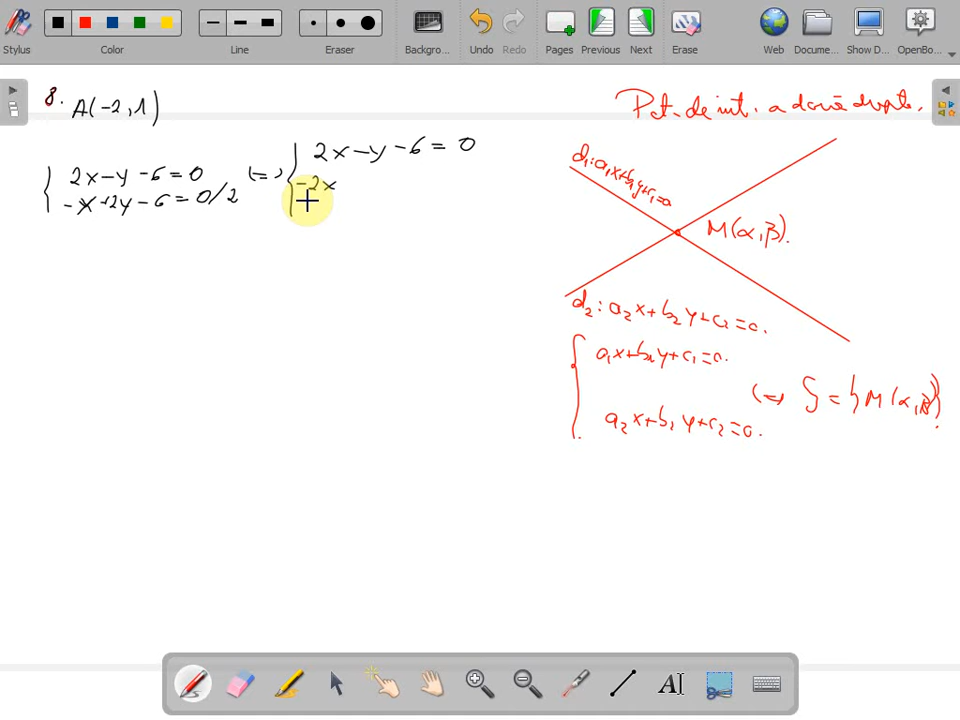 Stylus
Color
Line
Eraser
Backgro...
Undo
Redo
Pages
Previous
Next
Erase
Web
Docume...
Show D...
OpenBo...
8. A(-2,1)
2x-y-6=0
-x+2y-6=0/2
<=>
2x-y-6=0
-2x
Pct. de int. a două drepte.
d1: a1x+b1y+c1=0
M(α,β).
d2: a2x+b2y+c2=0.
a1x+b1y+c1=0.
a2x+b2y+c2=0.
<=> S={M(α,β)}.
A